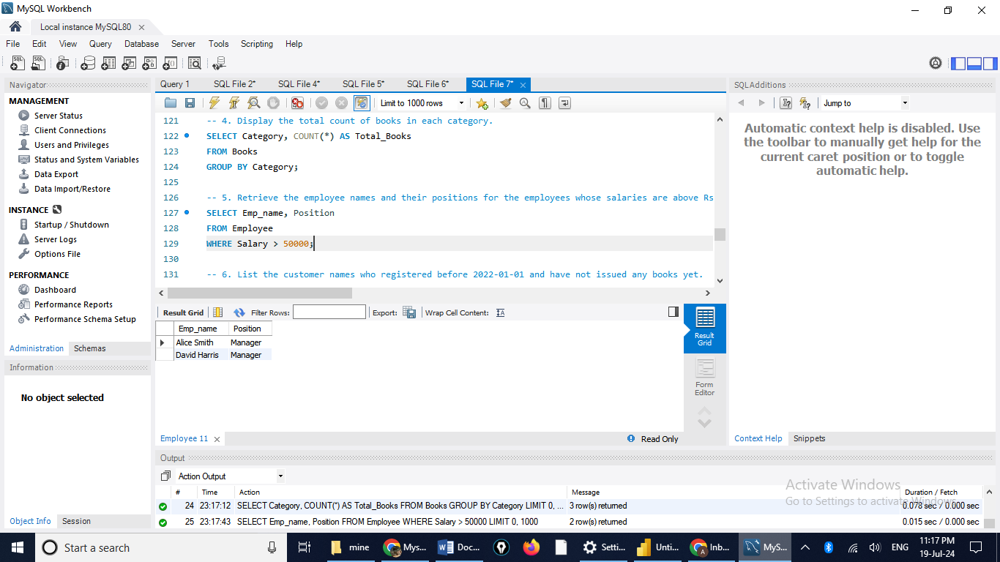 MySQL Workbench
Local instance MySQL80
File Edit View Query Database Server Tools Scripting Help
Navigator
MANAGEMENT
Server Status
Client Connections
Users and Privileges
Status and System Variables
Data Export
Data Import/Restore
INSTANCE
Startup / Shutdown
Server Logs
Options File
PERFORMANCE
Dashboard
Performance Reports
Performance Schema Setup
Administration Schemas
Information
No object selected
Object Info Session
Query 1 SQL File 2* SQL File 4* SQL File 5* SQL File 6* SQL File 7*
Limit to 1000 rows
121 -- 4. Display the total count of books in each category.
122 SELECT Category, COUNT(*) AS Total_Books
123 FROM Books
124 GROUP BY Category;
125
126 -- 5. Retrieve the employee names and their positions for the employees whose salaries are above Rs
127 SELECT Emp_name, Position
128 FROM Employee
129 WHERE Salary > 50000;
130
131 -- 6. List the customer names who registered before 2022-01-01 and have not issued any books yet.
Result Grid Filter Rows: Export: Wrap Cell Content:
Emp_name Position
Alice Smith Manager
David Harris Manager
Result Grid
Form Editor
Employee 11 Read Only
SQLAdditions
Jump to
Automatic context help is disabled. Use
the toolbar to manually get help for the
current caret position or to toggle
automatic help.
Context Help Snippets
Output
Action Output
# Time Action Message Duration / Fetch
24 23:17:12 SELECT Category, COUNT(*) AS Total_Books FROM Books GROUP BY Category LIMIT 0, ... 3 row(s) returned 0.078 sec / 0.000 sec
25 23:17:43 SELECT Emp_name, Position FROM Employee WHERE Salary > 50000 LIMIT 0, 1000 2 row(s) returned 0.015 sec / 0.000 sec
Activate Windows
Go to Settings to activate Windows.
Start a search
mine Mys... Doc... Setti... Unti... Inb... MyS... ENG
11:17 PM
19-Jul-24